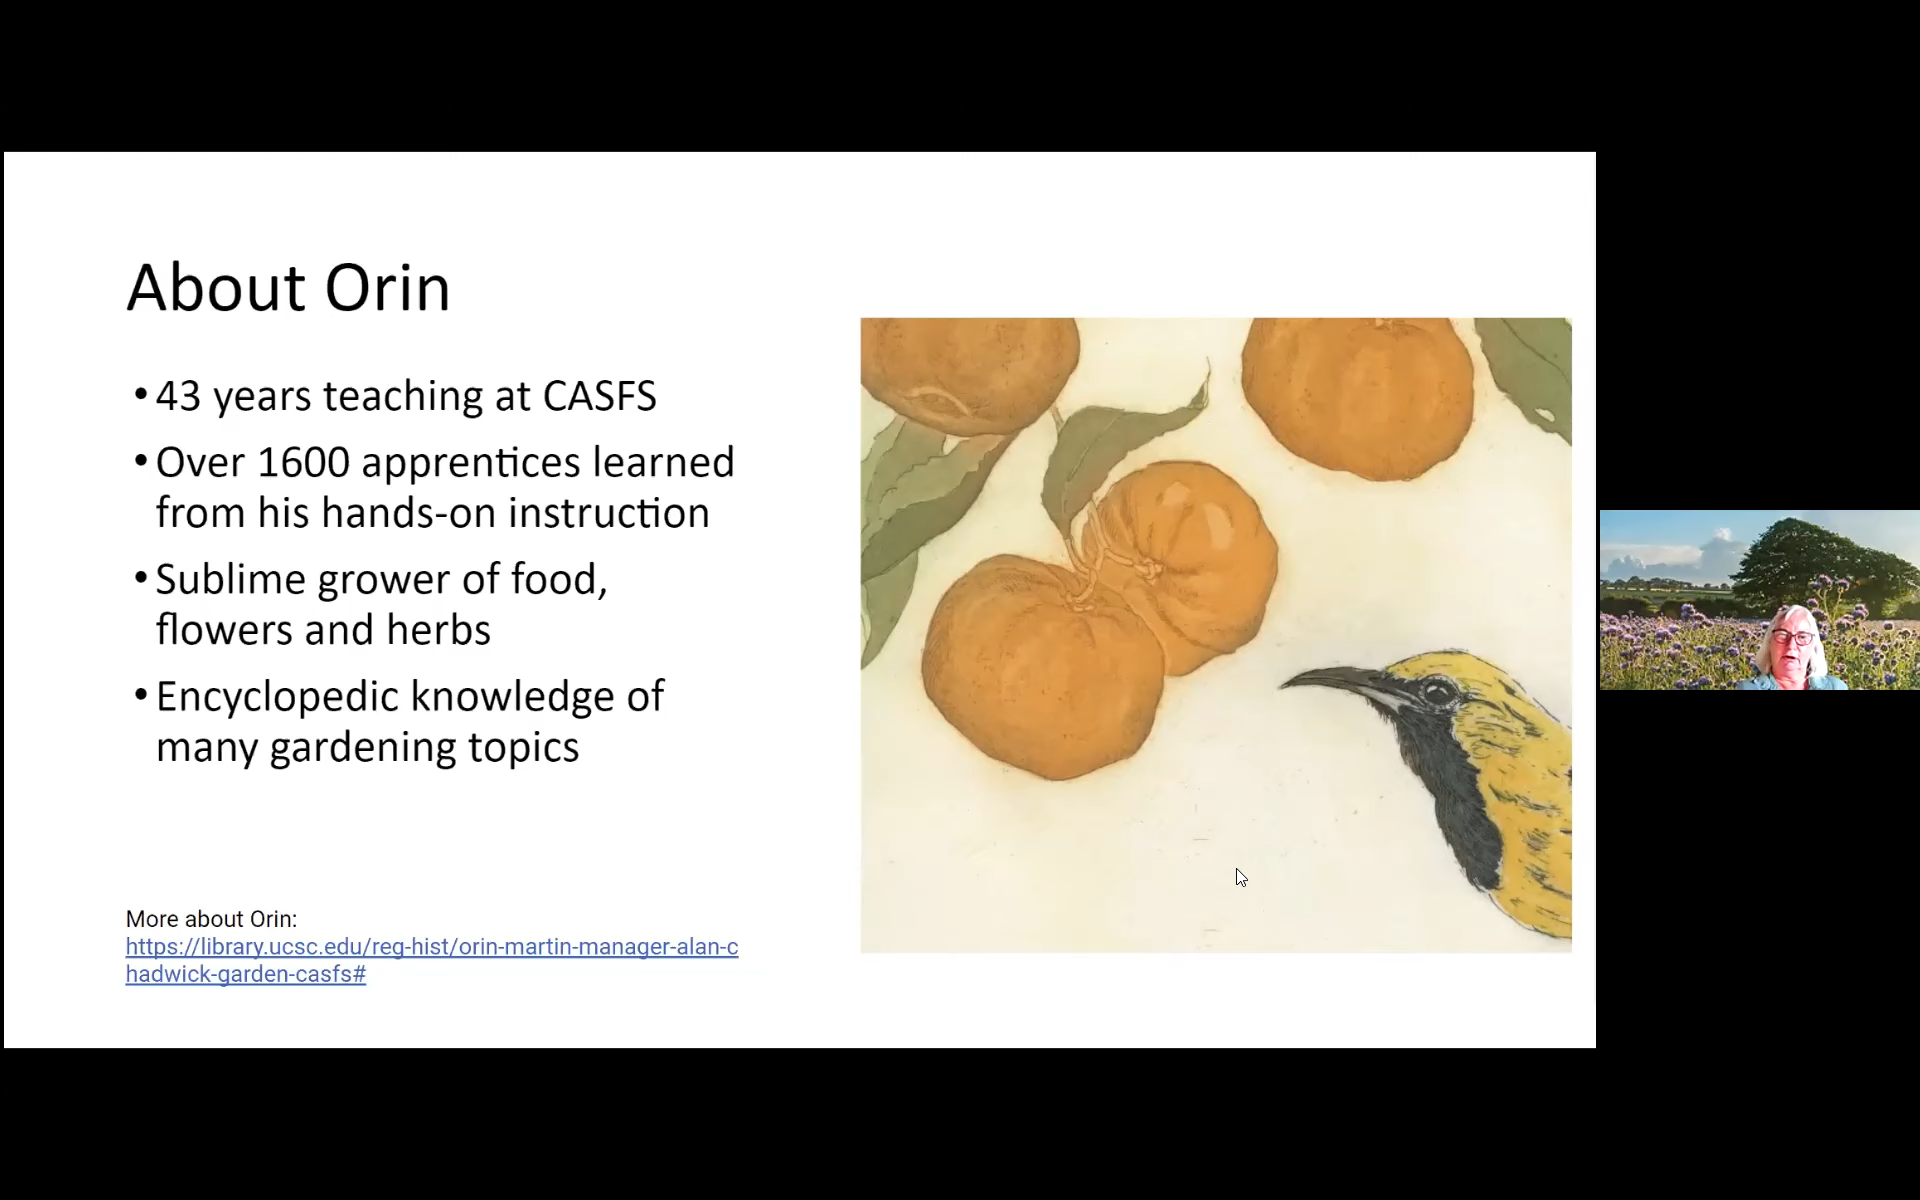 About Orin
• 43 years teaching at CASFS
• Over 1600 apprentices learned
from his hands-on instruction
• Sublime grower of food,
flowers and herbs
• Encyclopedic knowledge of
many gardening topics
More about Orin:
https://library.ucsc.edu/reg-hist/orin-martin-manager-alan-c
hadwick-garden-casfs#